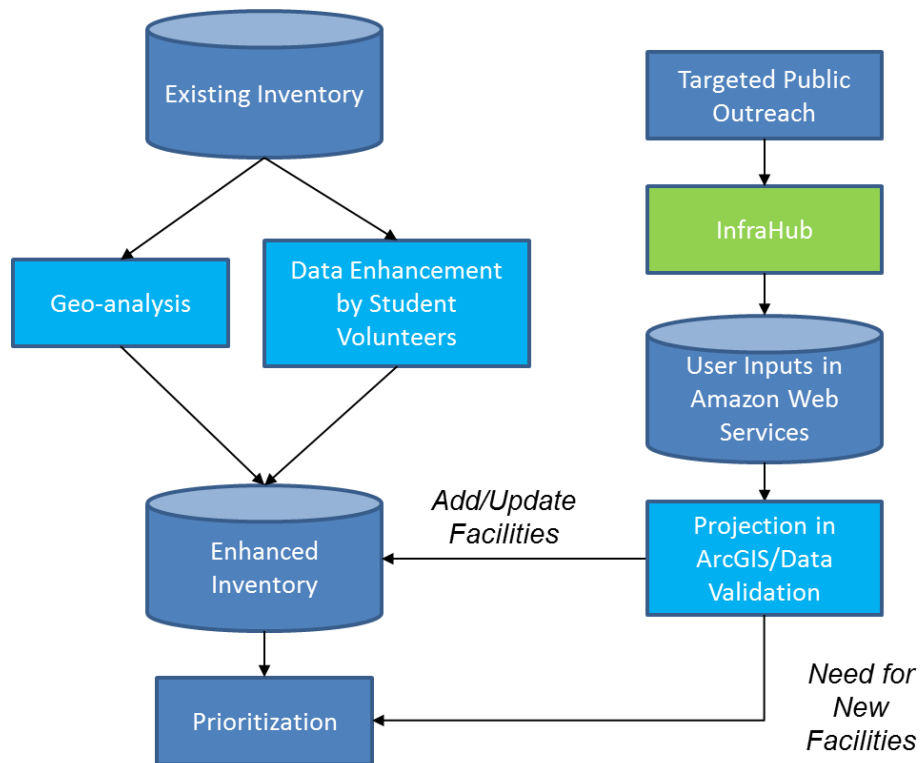 Existing Inventory
Targeted Public
Outreach
InfraHub
Geo-analysis
Data Enhancement
by Student
Volunteers
User Inputs in
Amazon Web
Services
Add/Update
Facilities
Enhanced
Inventory
Projection in
ArcGIS/Data
Validation
Need for
New
Facilities
Prioritization